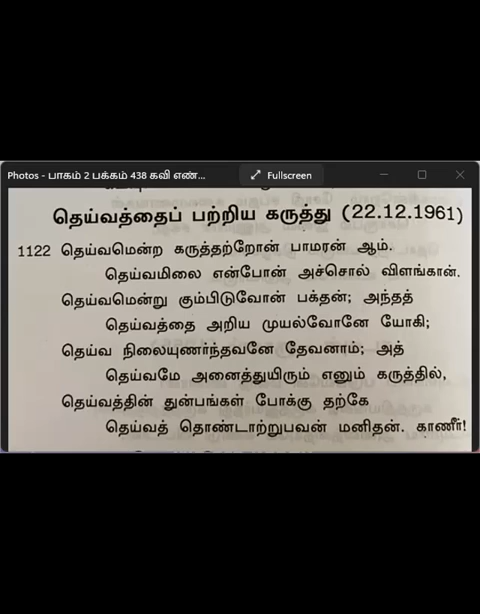 Photos - பாகம் 2 பக்கம் 438 கவி எண்...
Fullscreen
தெய்வத்தைப் பற்றிய கருத்து (22.12.1961)
1122 தெய்வமென்ற கருத்தற்றோன் பாமரன் ஆம்.
தெய்வமிலை என்போன் அச்சொல் விளங்கான்.
தெய்வமென்று கும்பிடுவோன் பக்தன்; அந்தத்
தெய்வத்தை அறிய முயல்வோனே யோகி;
தெய்வ நிலையுணர்ந்தவனே தேவனாம்; அத்
தெய்வமே அனைத்துயிரும் எனும் கருத்தில்,
தெய்வத்தின் துன்பங்கள் போக்கு தற்கே
தெய்வத் தொண்டாற்றுபவன் மனிதன். காணீர்!